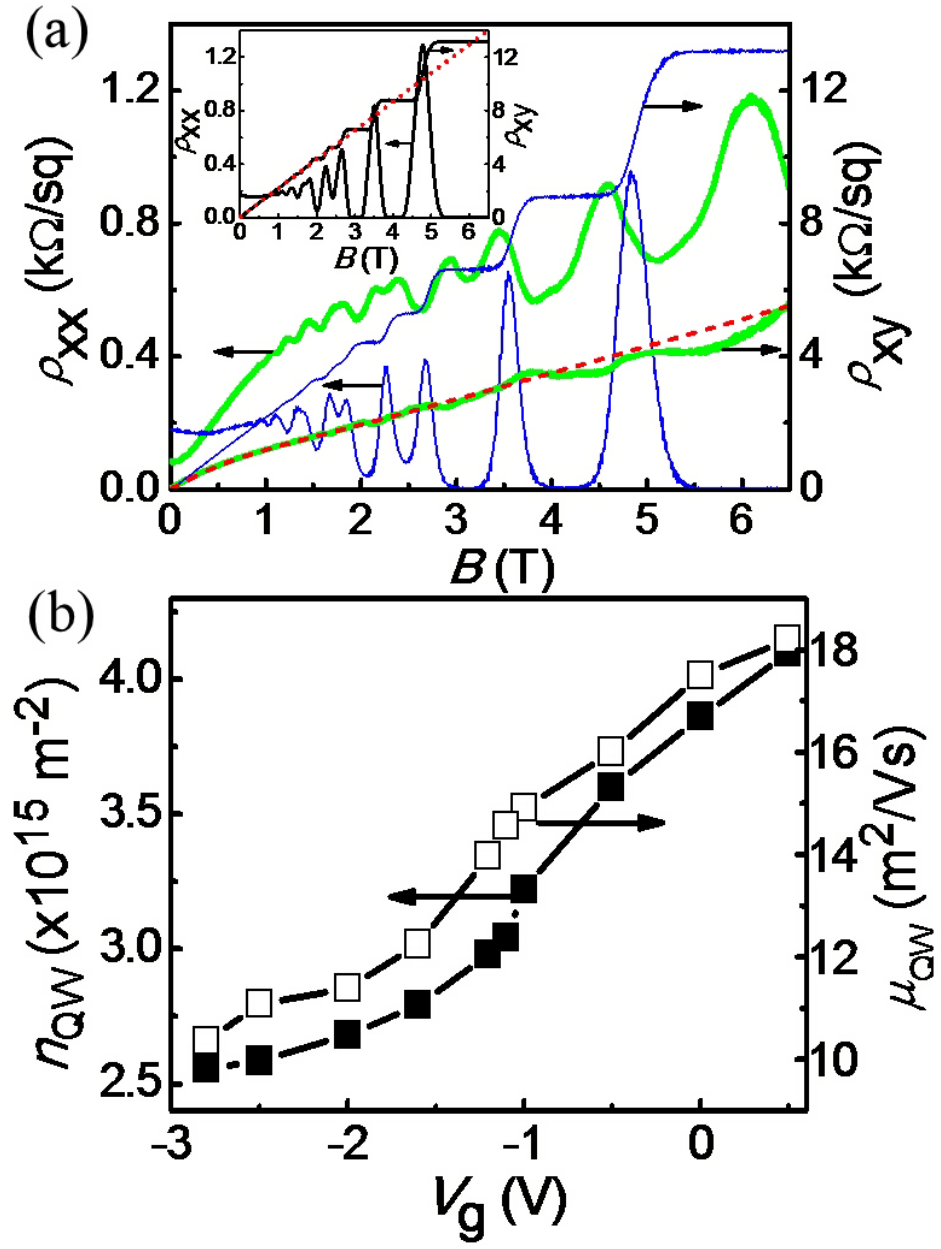 (a)
ρxx (kΩ/sq)
1.2
0.8
0.4
0.0
0 1 2 3 4 5 6
B (T)
12
8
4
0
ρxy (kΩ/sq)
ρxx
1.2
0.8
0.4
0.0
0 1 2 3 4 5 6
B (T)
12
8
4
0
ρxy
(b)
nQW (x10^15 m^-2)
4.0
3.5
3.0
2.5
-3 -2 -1 0
Vg (V)
18
16
14
12
10
μQW (m^2/Vs)